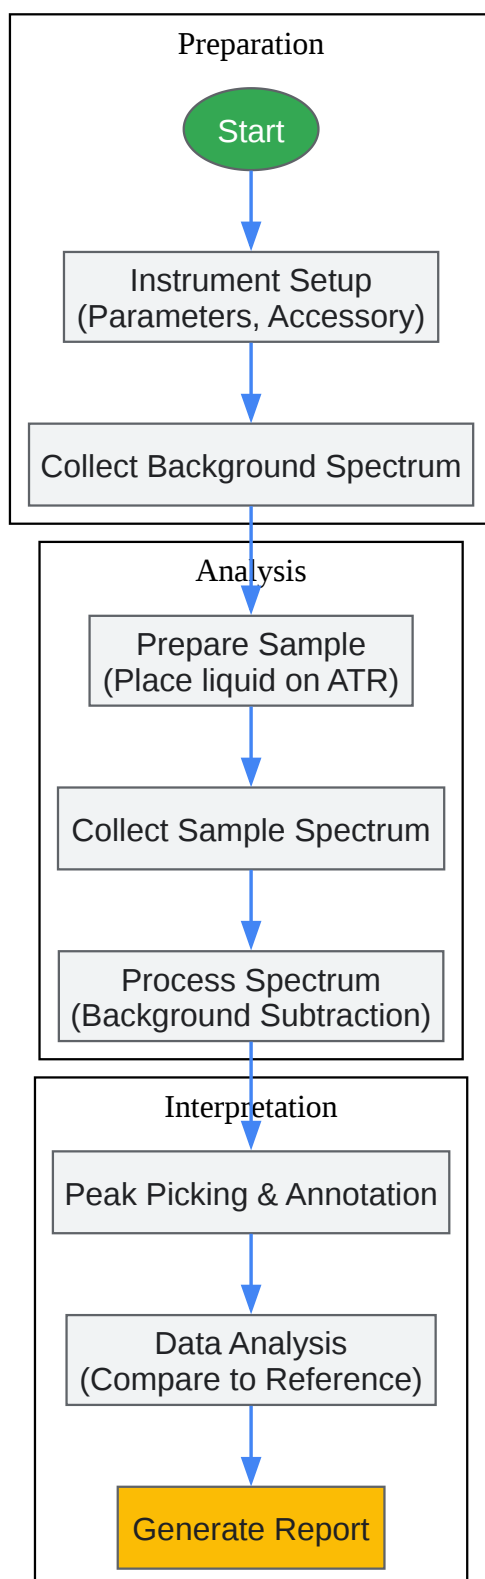 Preparation
Start
Instrument Setup
(Parameters, Accessory)
Collect Background Spectrum
Analysis
Prepare Sample
(Place liquid on ATR)
Collect Sample Spectrum
Process Spectrum
(Background Subtraction)
Interpretation
Peak Picking & Annotation
Data Analysis
(Compare to Reference)
Generate Report